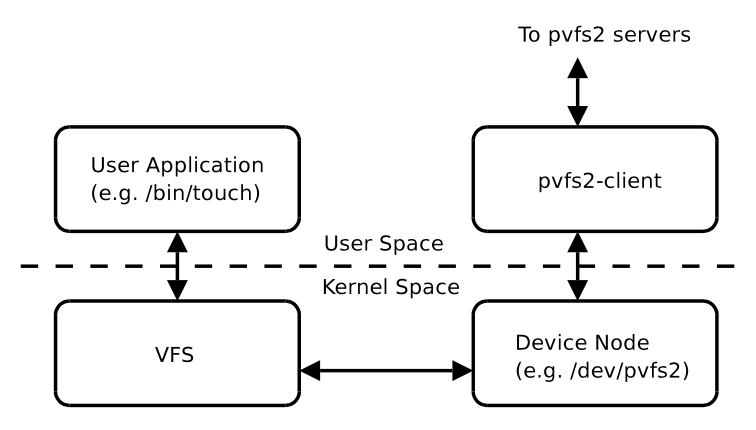 To pvfs2 servers
User Application
(e.g. /bin/touch)
pvfs2-client
User Space
Kernel Space
VFS
Device Node
(e.g. /dev/pvfs2)